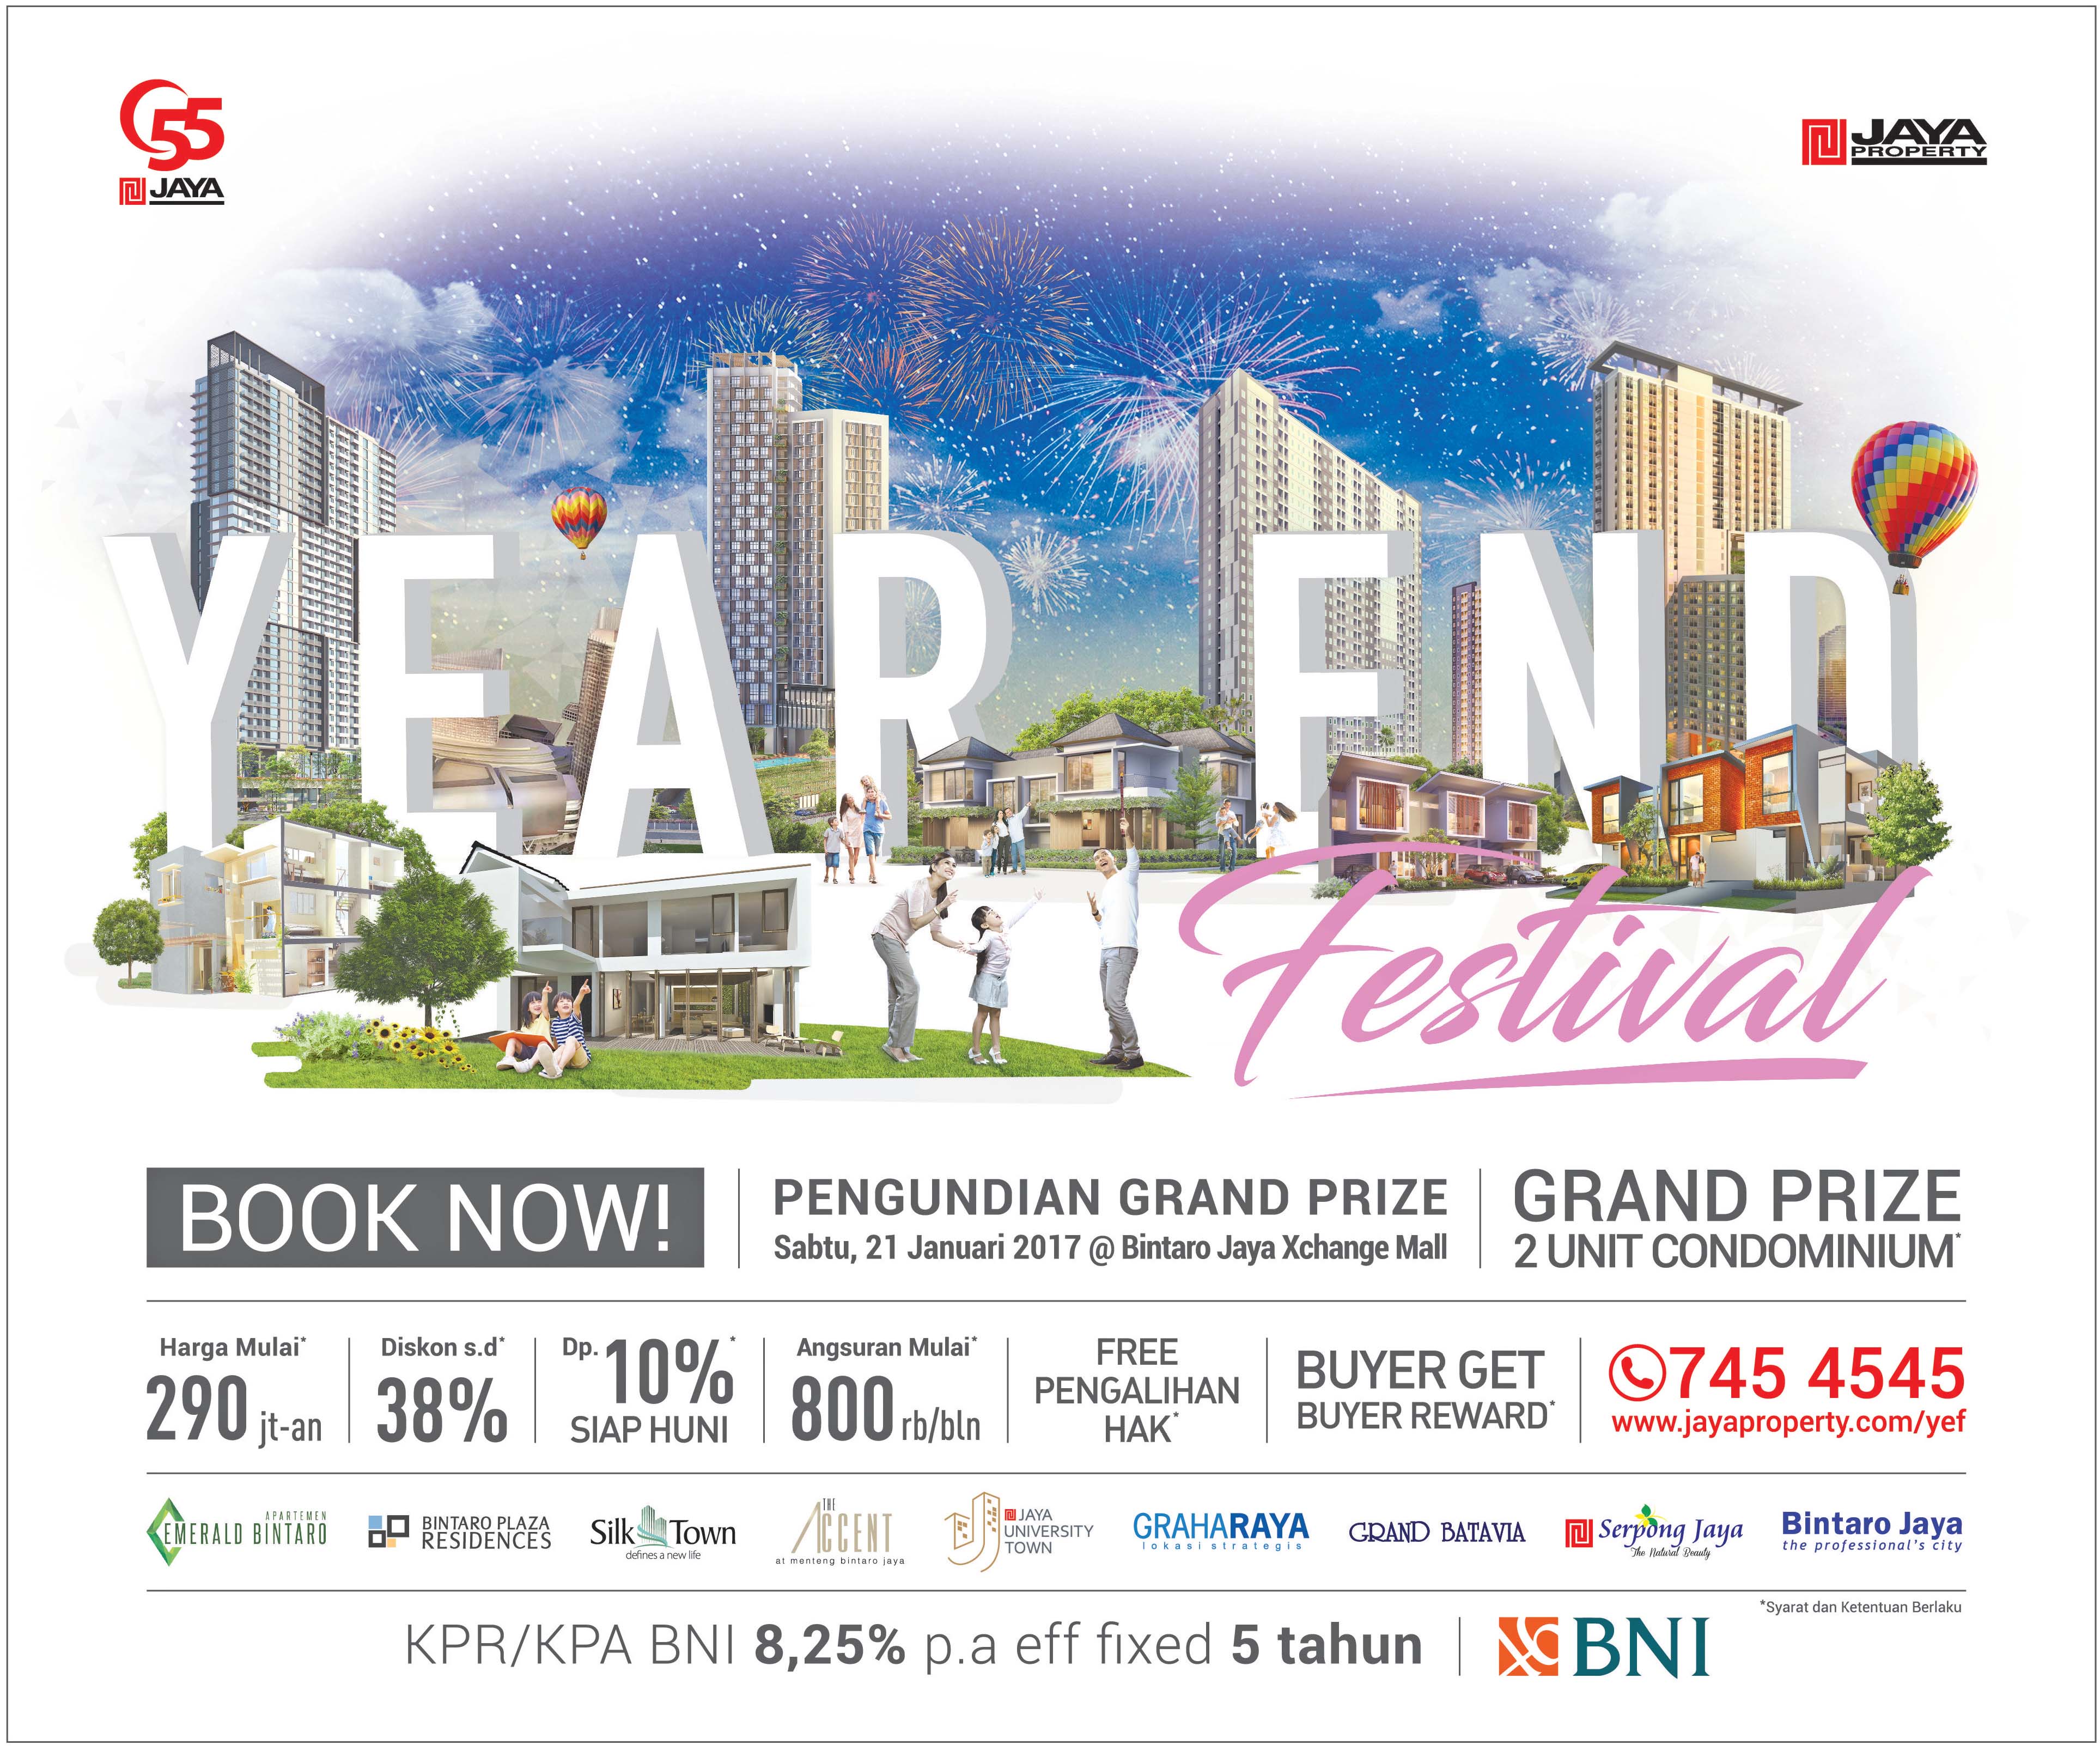 55
JAYA
JAYA
PROPERTY
YEAR END
Festival
BOOK NOW!
PENGUNDIAN GRAND PRIZE
Sabtu, 21 Januari 2017 @ Bintaro Jaya Xchange Mall
GRAND PRIZE
2 UNIT CONDOMINIUM*
Harga Mulai*
290 jt-an
Diskon s.d*
38%
Dp. 10%*
SIAP HUNI
Angsuran Mulai*
800 rb/bln
FREE
PENGALIHAN
HAK*
BUYER GET
BUYER REWARD*
745 4545
www.jayaproperty.com/yef
APARTEMEN
EMERALD BINTARO
BINTARO PLAZA
RESIDENCES
Silk Town
defines a new life
THE
ACCENT
at menteng bintaro jaya
JAYA
UNIVERSITY
TOWN
GRAHARAYA
lokasi strategis
GRAND BATAVIA
Serpong Jaya
The Natural Beauty
Bintaro Jaya
the professional's city
*Syarat dan Ketentuan Berlaku
KPR/KPA BNI 8,25% p.a eff fixed 5 tahun
BNI